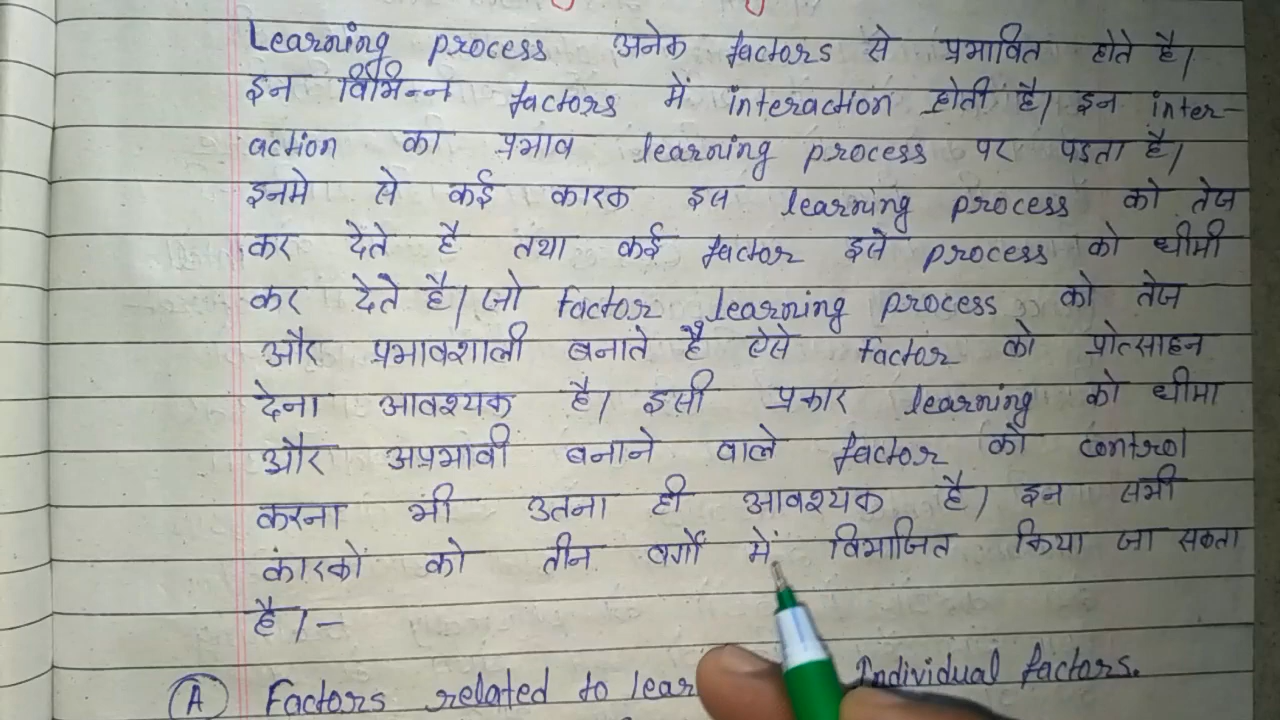 Learning process अनेक factors से प्रभावित होते है।
इन विभिन्न factors में interaction होती है। इन inter-
action का प्रभाव learning process पर पडता है।
इनमे से कई कारक इस learning process को तेज
कर देते है तथा कई factor इसे process को धीमी
कर देते है। जो factor learning process को तेज
और प्रभावशाली बनाते है ऐसे factor को प्रोत्साहन
देना आवश्यक है। इसी प्रकार learning को धीमा
और अप्रभावी बनाने वाले factor को control
करना भी उतना ही आवश्यक है। इन सभी
कांरकों को तीन वर्गों में विभाजित किया जा सकता
है।-
(A) Factors related to lear Individual factors.